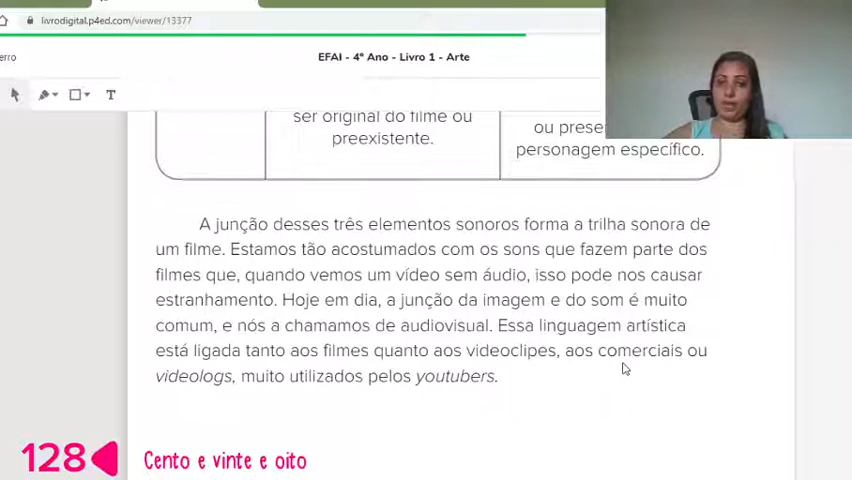 livrodigital.p4ed.com/viewer/13377
erro
EFAI - 4º Ano - Livro 1 - Arte
T
ser original do filme ou
preexistente.
ou prese
personagem específico.
A junção desses três elementos sonoros forma a trilha sonora de
um filme. Estamos tão acostumados com os sons que fazem parte dos
filmes que, quando vemos um vídeo sem áudio, isso pode nos causar
estranhamento. Hoje em dia, a junção da imagem e do som é muito
comum, e nós a chamamos de audiovisual. Essa linguagem artística
está ligada tanto aos filmes quanto aos videoclipes, aos comerciais ou
videologs, muito utilizados pelos youtubers.
128 Cento e vinte e oito